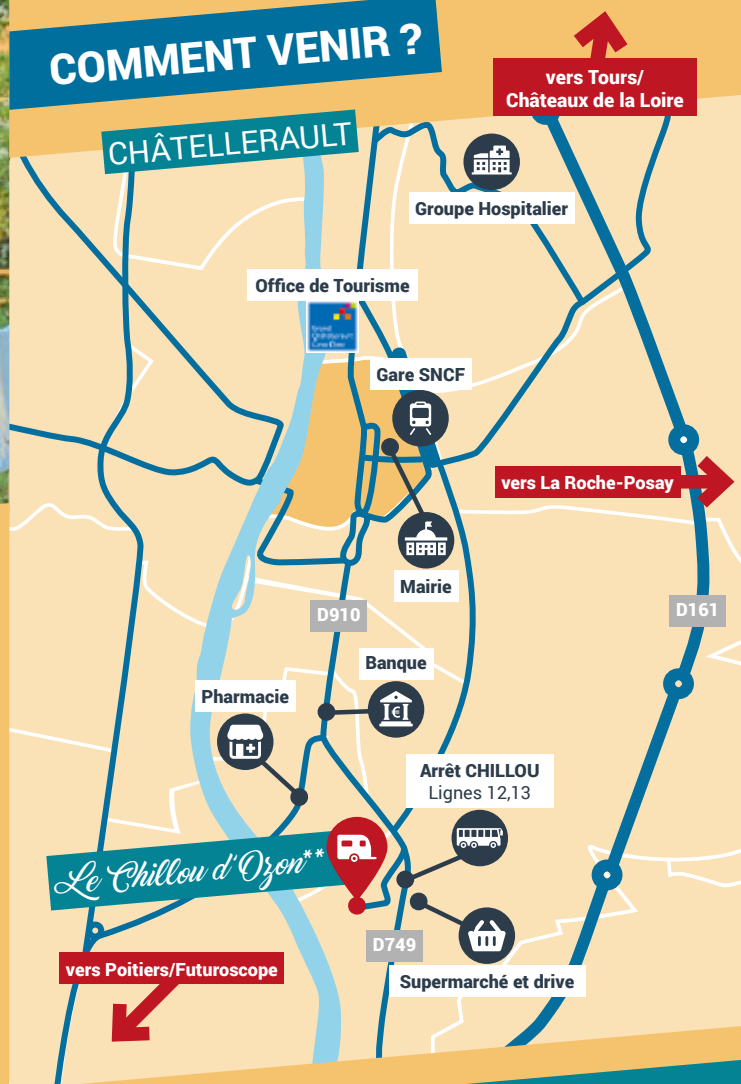 COMMENT VENIR ?
vers Tours/
Châteaux de la Loire
CHÂTELLERAULT
Groupe Hospitalier
Office de Tourisme
Gare SNCF
vers La Roche-Posay
Mairie
D910
D161
Banque
Pharmacie
Arrêt CHILLOU
Lignes 12,13
Le Chillou d'Ozon**
D749
vers Poitiers/Futuroscope
Supermarché et drive